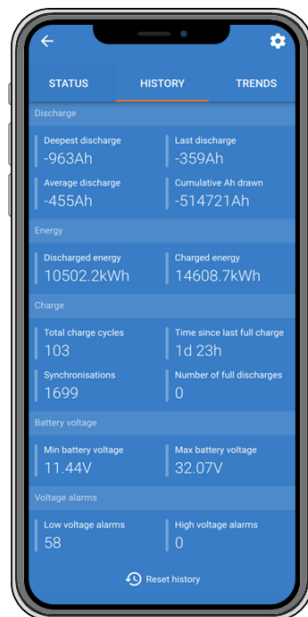 STATUS HISTORY TRENDS
Discharge
Deepest discharge Last discharge
-963Ah -359Ah
Average discharge Cumulative Ah drawn
-455Ah -514721Ah
Energy
Discharged energy Charged energy
10502.2kWh 14608.7kWh
Charge
Total charge cycles Time since last full charge
103 1d 23h
Synchronisations Number of full discharges
1699 0
Battery voltage
Min battery voltage Max battery voltage
11.44V 32.07V
Voltage alarms
Low voltage alarms High voltage alarms
58 0
Reset history